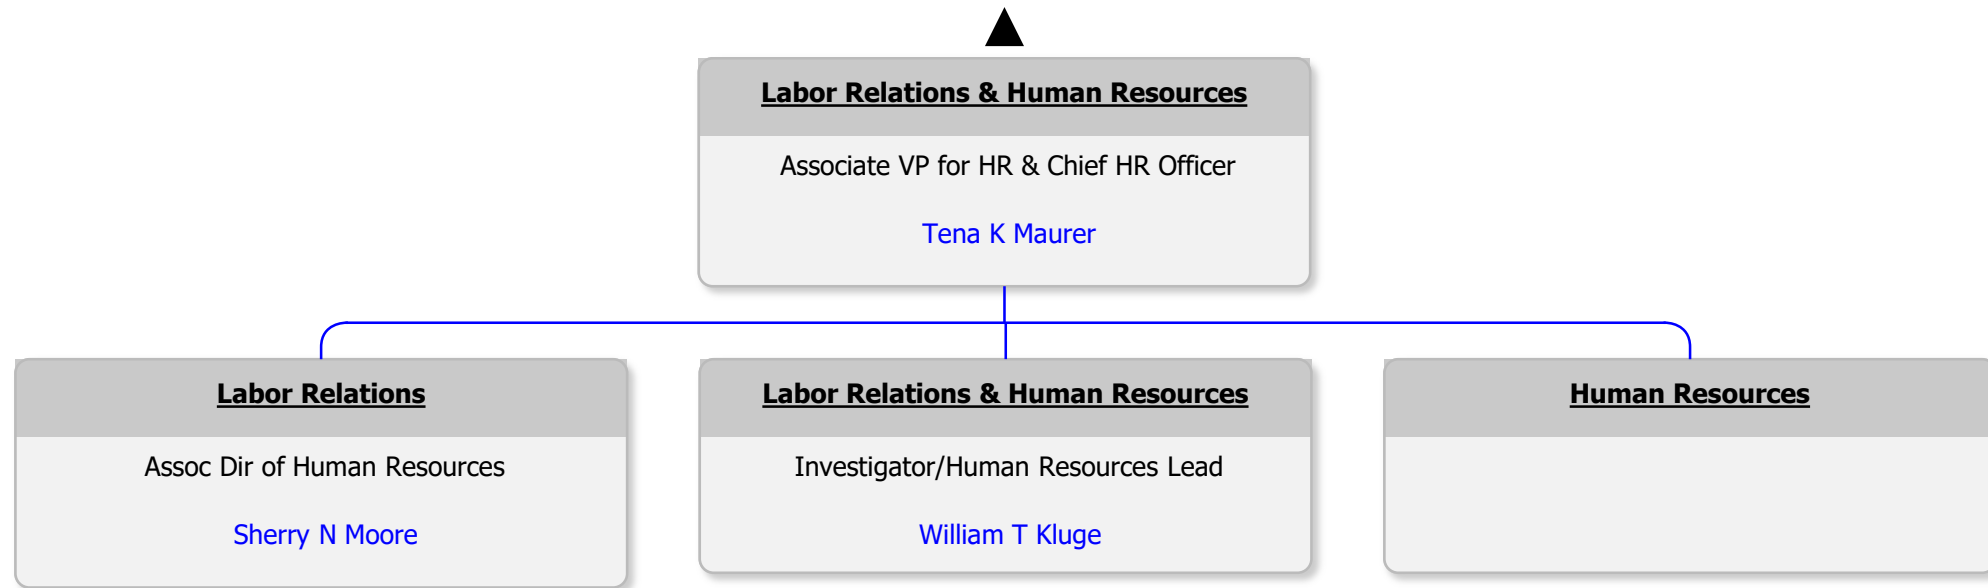 Labor Relations & Human Resources
Associate VP for HR & Chief HR Officer
Tena K Maurer
Labor Relations
Assoc Dir of Human Resources
Sherry N Moore
Labor Relations & Human Resources
Investigator/Human Resources Lead
William T Kluge
Human Resources